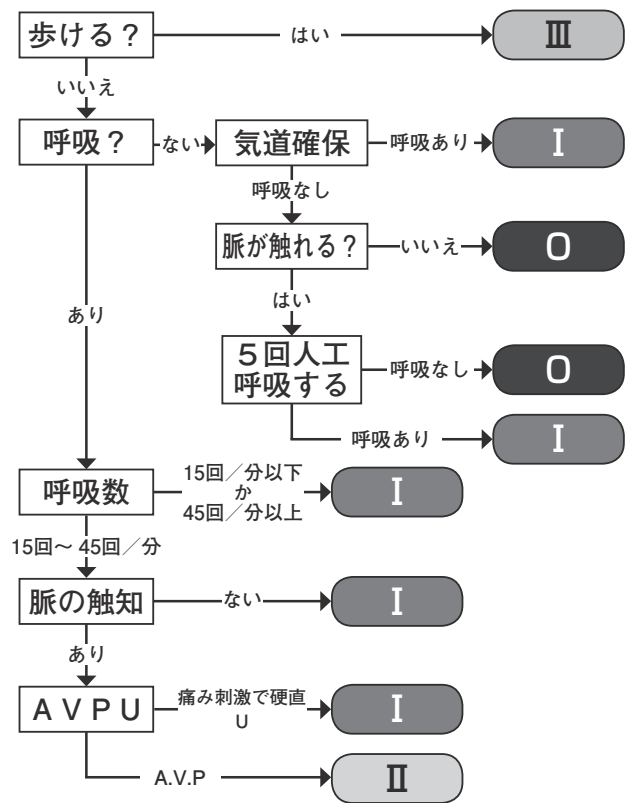 歩ける？
はい
Ⅲ
いいえ
呼吸？
ない
気道確保
呼吸あり
Ⅰ
呼吸なし
脈が触れる？
いいえ
0
あり
はい
５回人工
呼吸する
呼吸なし
0
呼吸あり
Ⅰ
呼吸数
15回／分以下
か
45回／分以上
Ⅰ
15回～45回／分
脈の触知
ない
Ⅰ
あり
ＡＶＰＵ
痛み刺激で硬直
U
Ⅰ
A.V.P
Ⅱ